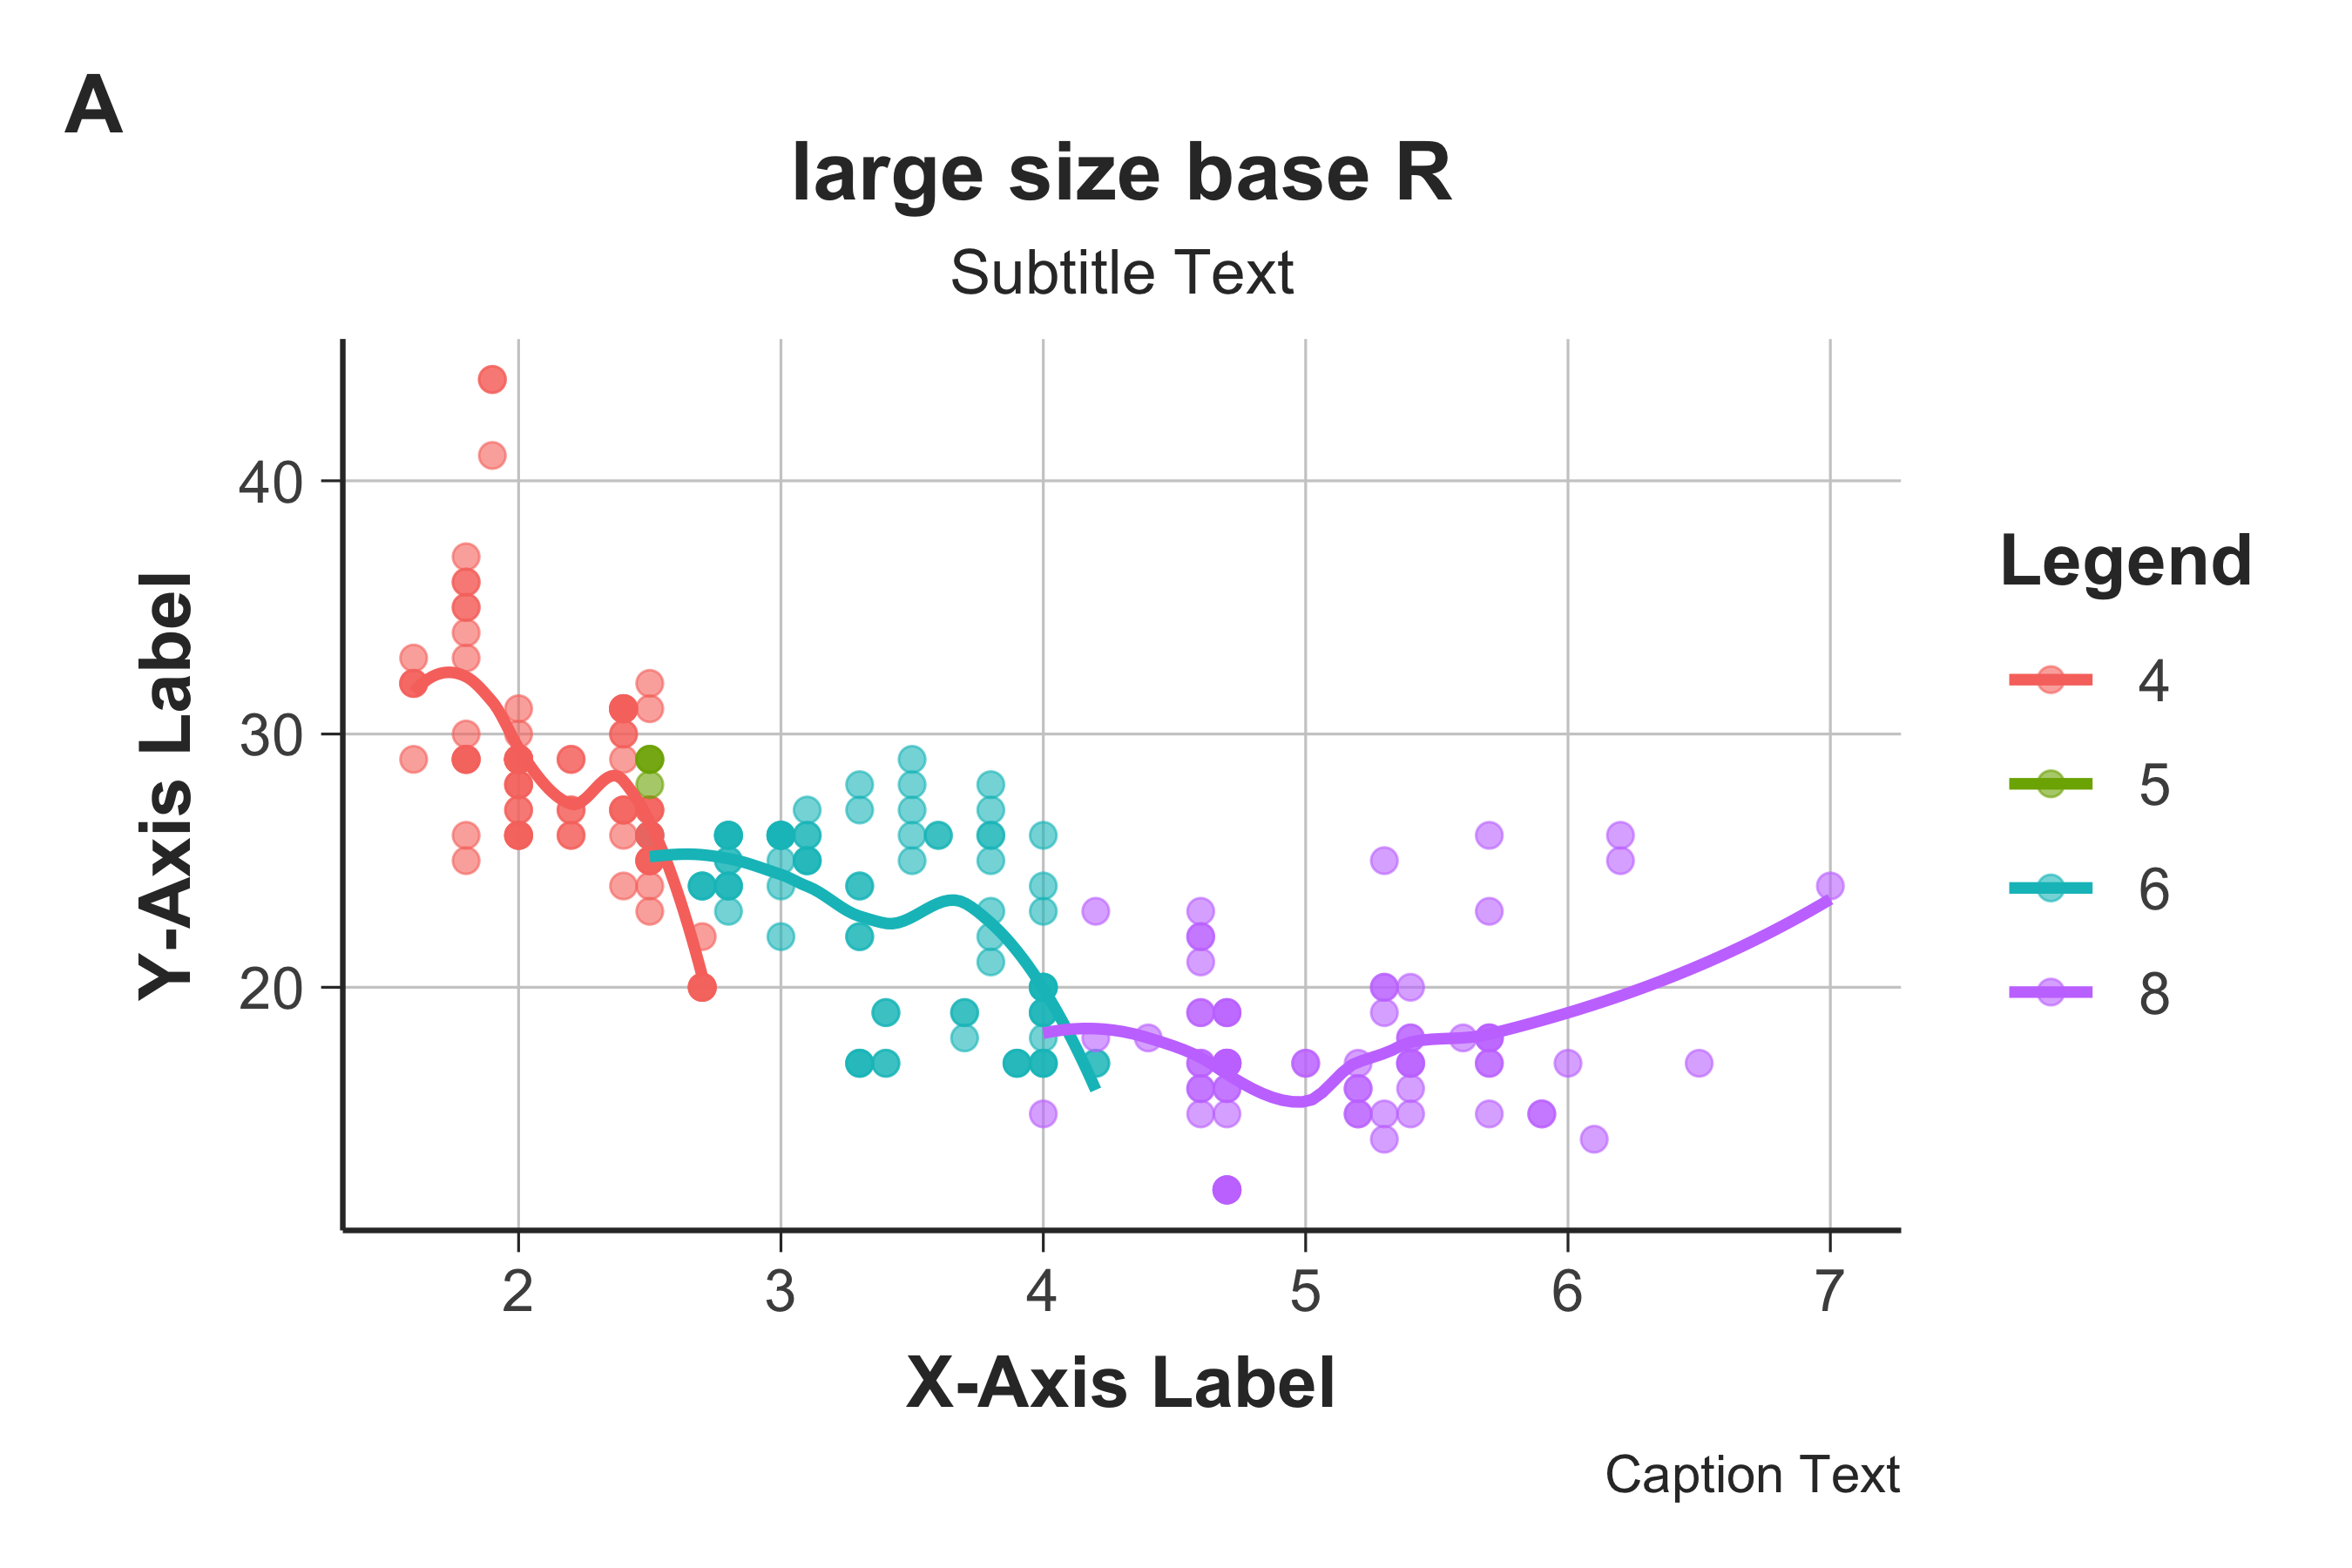 A
large size base R
Subtitle Text
Y-Axis Label
40
30
20
2 3 4 5 6 7
X-Axis Label
Legend
4
5
6
8
Caption Text